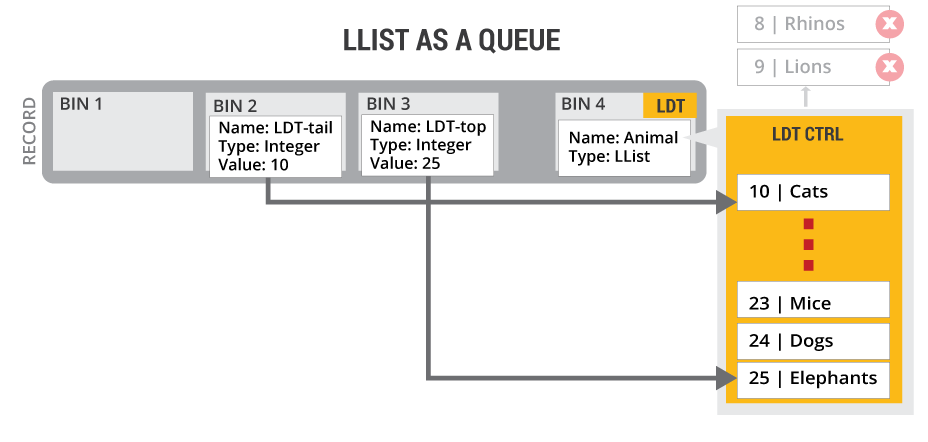 8 | Rhinos
X
9 | Lions
X
LLIST AS A QUEUE
RECORD
BIN 1
BIN 2
Name: LDT-tail
Type: Integer
Value: 10
BIN 3
Name: LDT-top
Type: Integer
Value: 25
BIN 4
LDT
Name: Animal
Type: LList
LDT CTRL
10 | Cats
23 | Mice
24 | Dogs
25 | Elephants